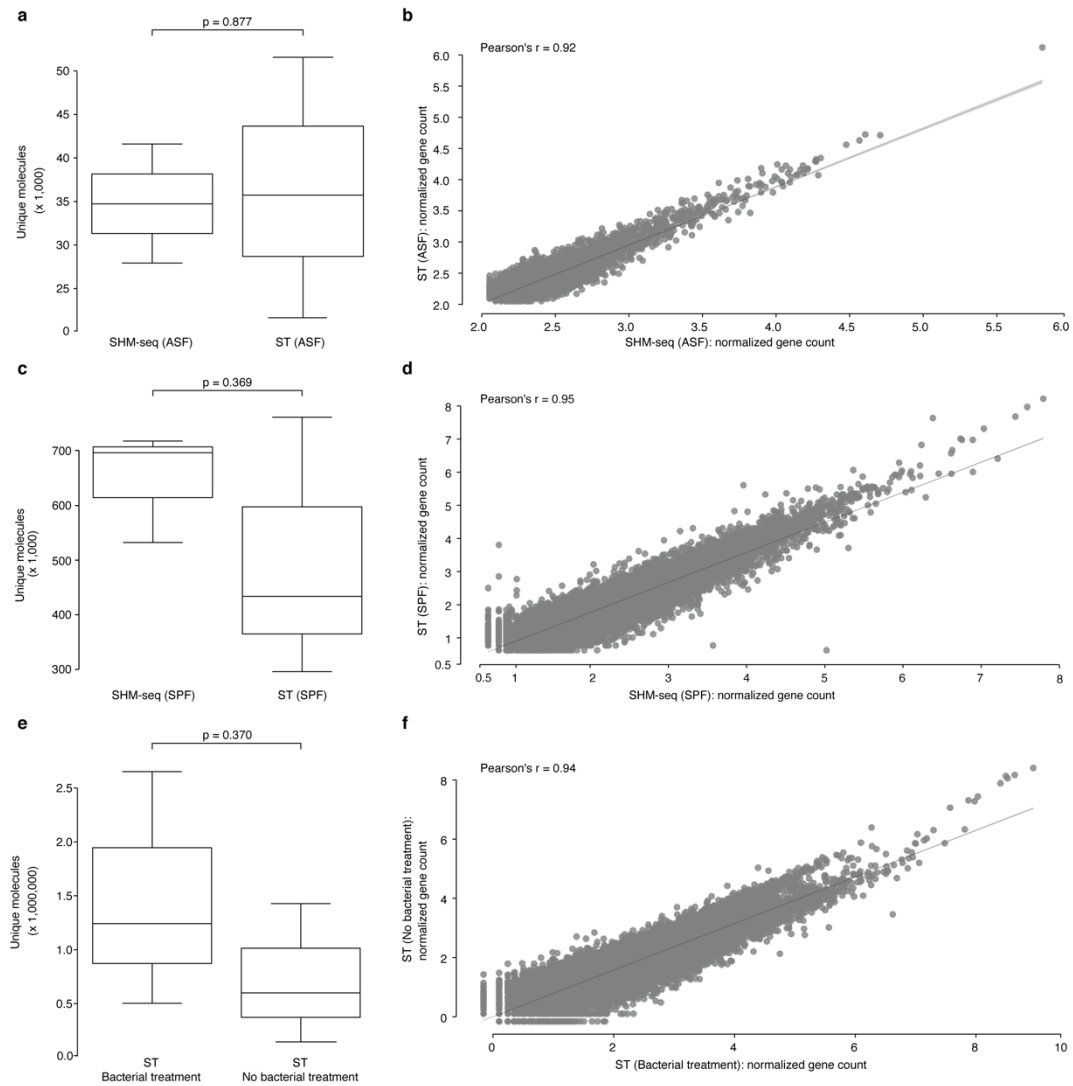 a
p = 0.877
50
45
40
35
30
25
0
Unique molecules
(x 1,000)
SHM-seq (ASF)
ST (ASF)
b
Pearson's r = 0.92
6.0
5.5
5.0
4.5
4.0
3.5
3.0
2.5
2.0
ST (ASF): normalized gene count
2.0
2.5
3.0
3.5
4.0
4.5
5.0
5.5
6.0
SHM-seq (ASF): normalized gene count
c
p = 0.369
700
600
500
400
300
Unique molecules
(x 1,000)
SHM-seq (SPF)
ST (SPF)
d
Pearson's r = 0.95
8
7
6
5
4
3
2
1
0.5
ST (SPF): normalized gene count
0.5
1
2
3
4
5
6
7
8
SHM-seq (SPF): normalized gene count
e
p = 0.370
2.5
2.0
1.5
1.0
0.5
0.0
Unique molecules
(x 1,000,000)
ST
Bacterial treatment
ST
No bacterial treatment
f
Pearson's r = 0.94
8
6
4
2
0
ST (No bacterial treatment):
normalized gene count
0
2
4
6
8
10
ST (Bacterial treatment): normalized gene count